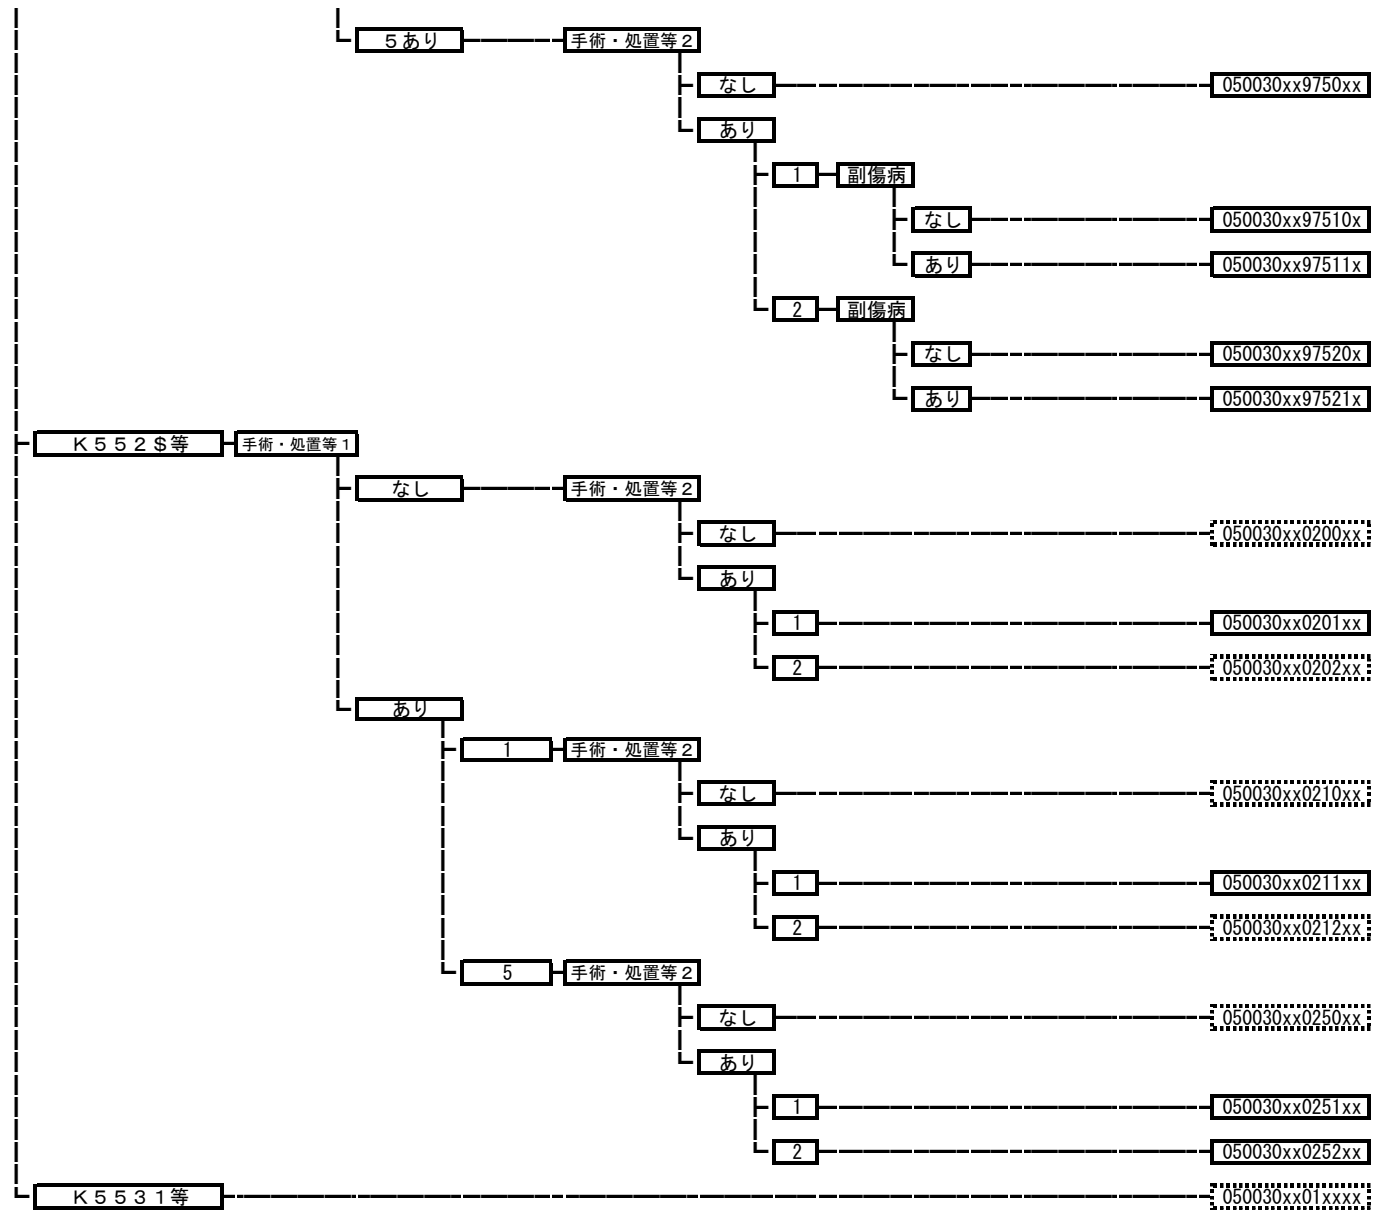 ５あり 手術・処置等２
なし 050030xx9750xx
あり
1 副傷病
なし 050030xx97510x
あり 050030xx97511x
2 副傷病
なし 050030xx97520x
あり 050030xx97521x
Ｋ５５２＄等 手術・処置等１
なし 手術・処置等２
なし 050030xx0200xx
あり
1 050030xx0201xx
2 050030xx0202xx
あり
1 手術・処置等２
なし 050030xx0210xx
あり
1 050030xx0211xx
2 050030xx0212xx
5 手術・処置等２
なし 050030xx0250xx
あり
1 050030xx0251xx
2 050030xx0252xx
Ｋ５５３１等 050030xx01xxxx